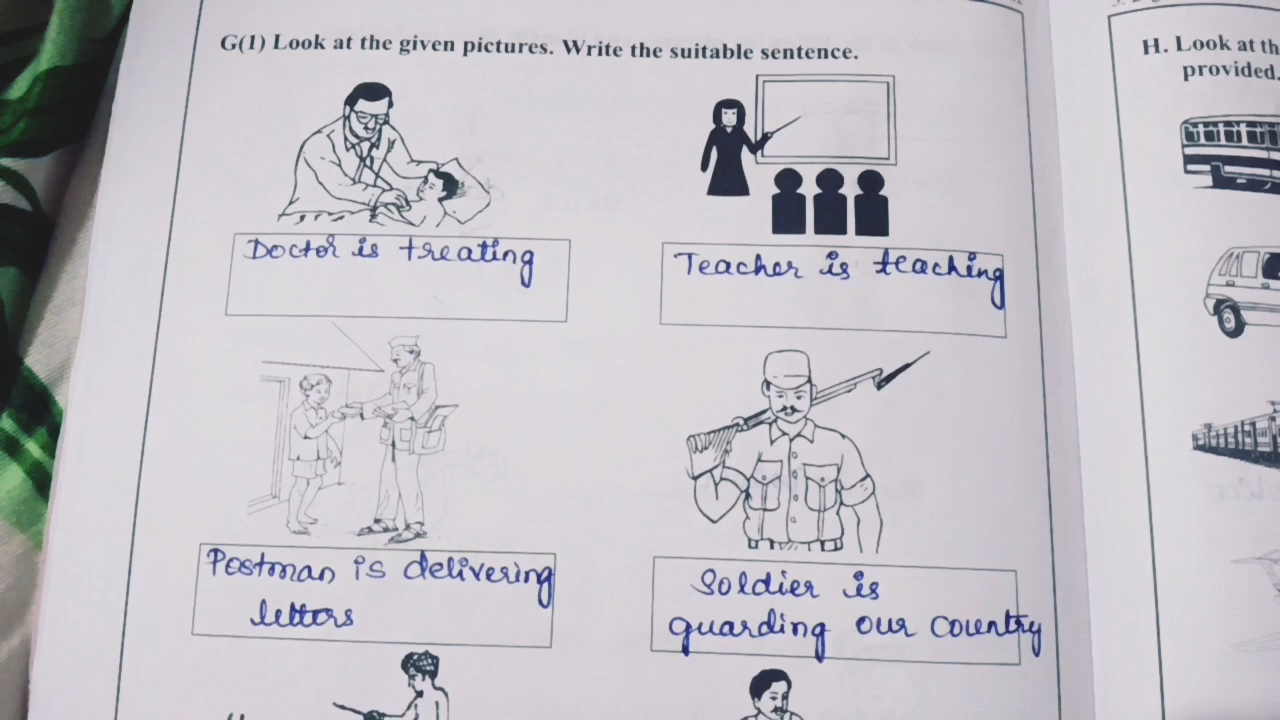 G(1) Look at the given pictures. Write the suitable sentence.
Doctor is treating
Teacher is teaching
Postman is delivering
letters
Soldier is
guarding our country
H. Look at th
provided.